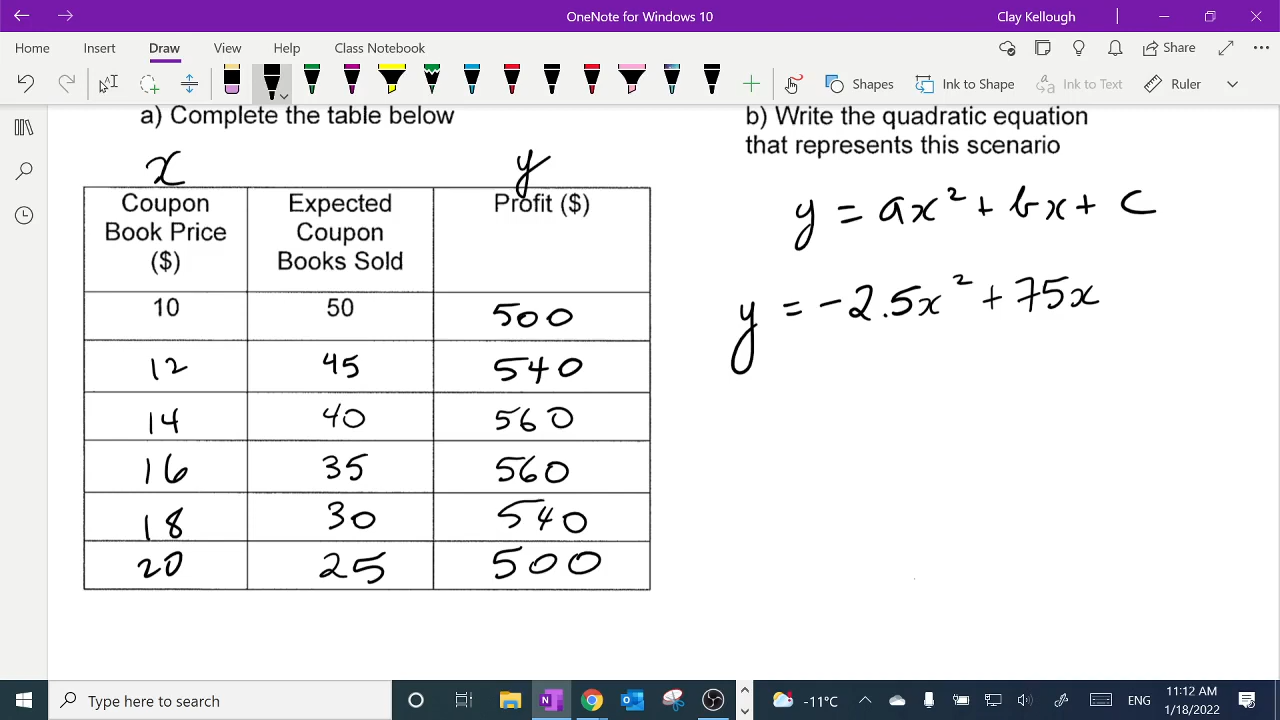 OneNote for Windows 10
Clay Kellough
Home Insert Draw View Help Class Notebook
Share
Shapes Ink to Shape Ink to Text Ruler
a) Complete the table below
b) Write the quadratic equation
that represents this scenario
x y
Coupon Book Price ($) Expected Coupon Books Sold Profit ($)
10 50 500
12 45 540
14 40 560
16 35 560
18 30 540
20 25 500
y = ax² + bx + c
y = -2.5x² + 75x
Type here to search
-11°C
ENG
11:12 AM
1/18/2022